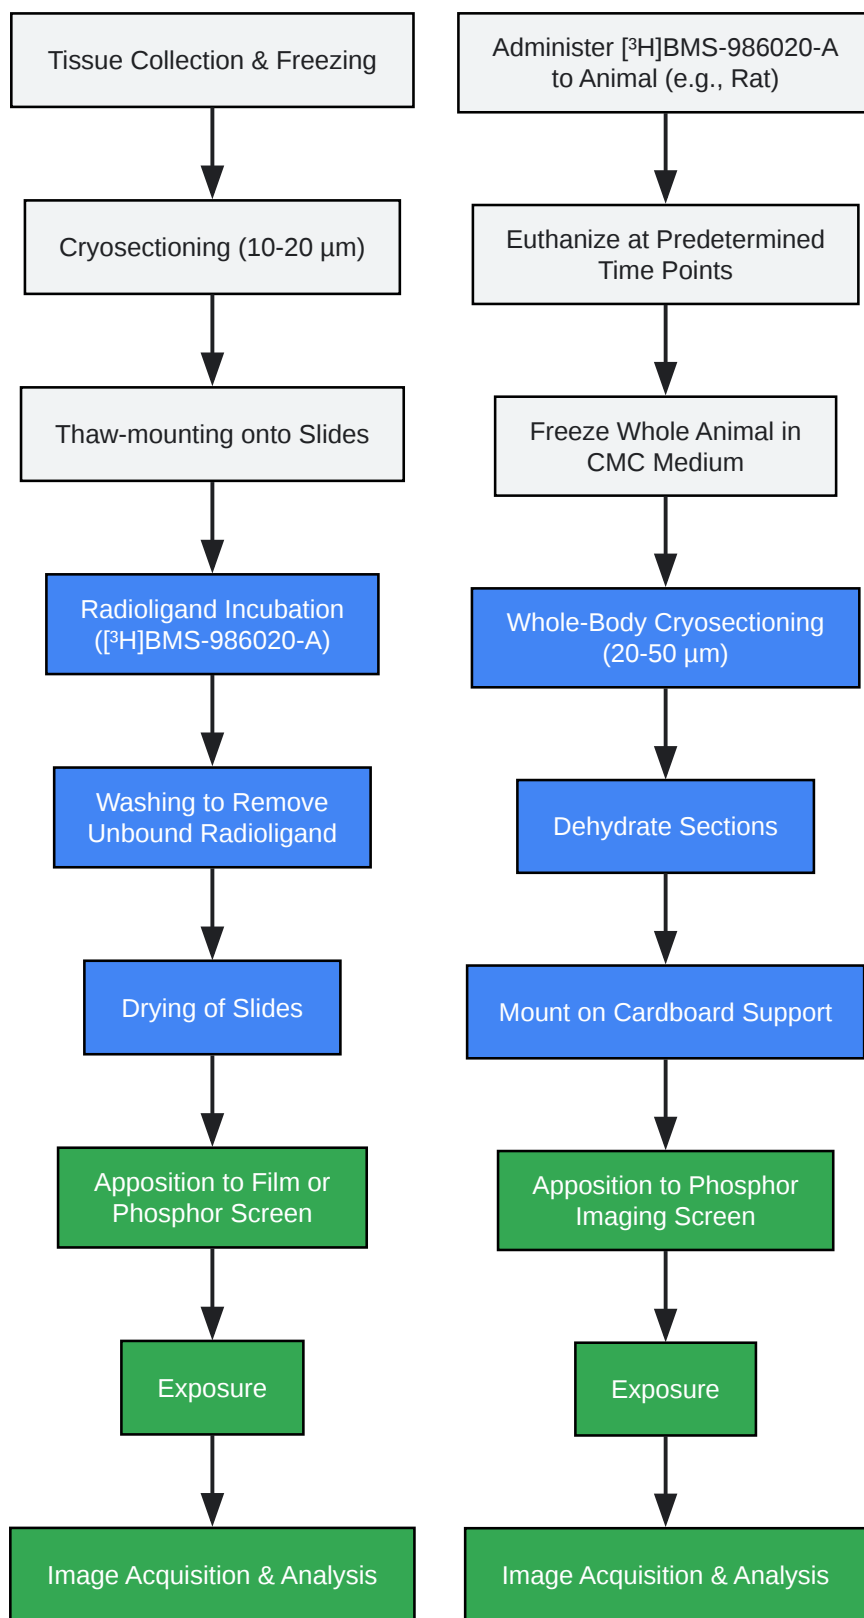 Tissue Collection & Freezing
Cryosectioning (10-20 µm)
Thaw-mounting onto Slides
Radioligand Incubation
([³H]BMS-986020-A)
Washing to Remove
Unbound Radioligand
Drying of Slides
Apposition to Film or
Phosphor Screen
Exposure
Image Acquisition & Analysis
Administer [³H]BMS-986020-A
to Animal (e.g., Rat)
Euthanize at Predetermined
Time Points
Freeze Whole Animal in
CMC Medium
Whole-Body Cryosectioning
(20-50 µm)
Dehydrate Sections
Mount on Cardboard Support
Apposition to Phosphor
Imaging Screen
Exposure
Image Acquisition & Analysis